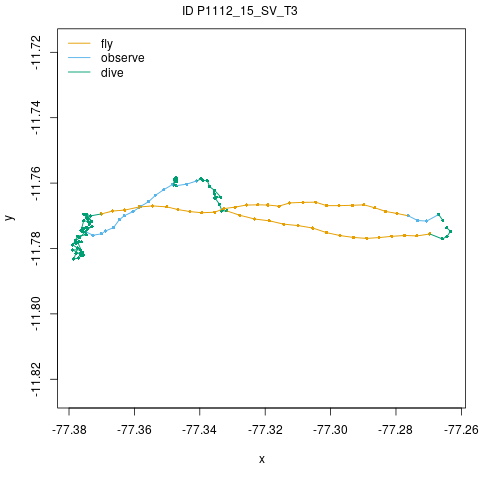 ID P1112_15_SV_T3
fly
observe
dive
y
-11.72
-11.74
-11.76
-11.78
-11.80
-11.82
-77.38 -77.36 -77.34 -77.32 -77.30 -77.28 -77.26
x